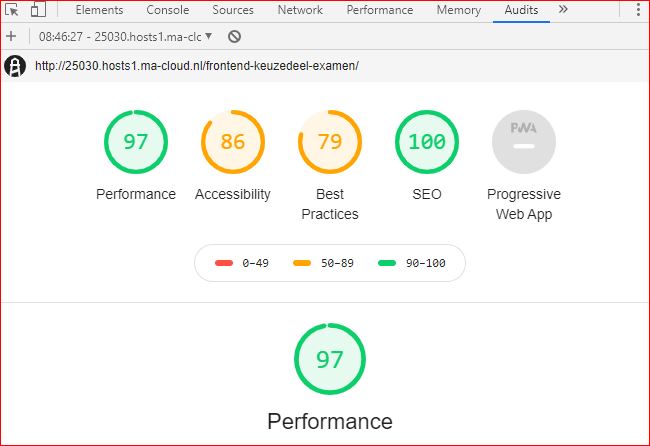 Elements Console Sources Network Performance Memory Audits »
+ 08:46:27 - 25030.hosts1.ma-clc ▼
http://25030.hosts1.ma-cloud.nl/frontend-keuzedeel-examen/
97 86 79 100 PWA
Performance Accessibility Best Practices SEO Progressive Web App
0–49 50–89 90–100
97
Performance